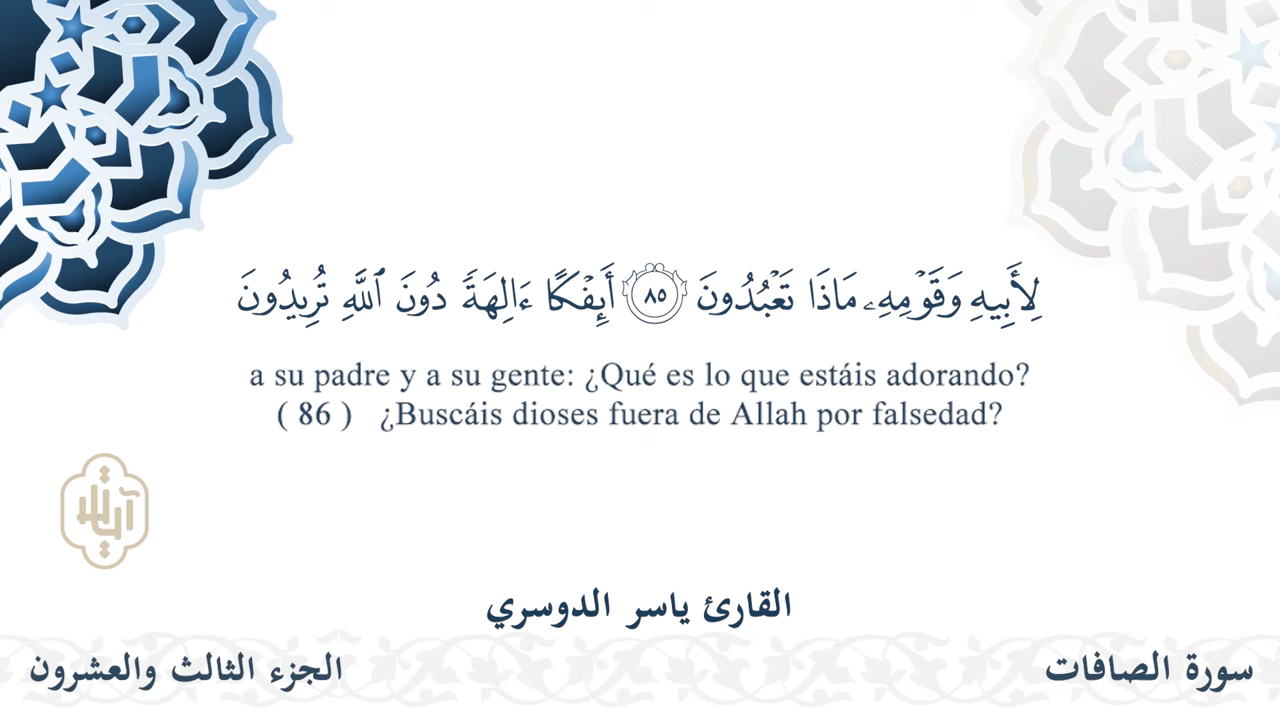 لِأَبِيهِ وَقَوۡمِهِۦ مَاذَا تَعۡبُدُونَ ٨٥ أَئِفۡكًا ءَالِهَةٗ دُونَ ٱللَّهِ تُرِيدُونَ
a su padre y a su gente: ¿Qué es lo que estáis adorando?
( 86 ) ¿Buscáis dioses fuera de Allah por falsedad?
القارئ ياسر الدوسري
سورة الصافات
الجزء الثالث والعشرون